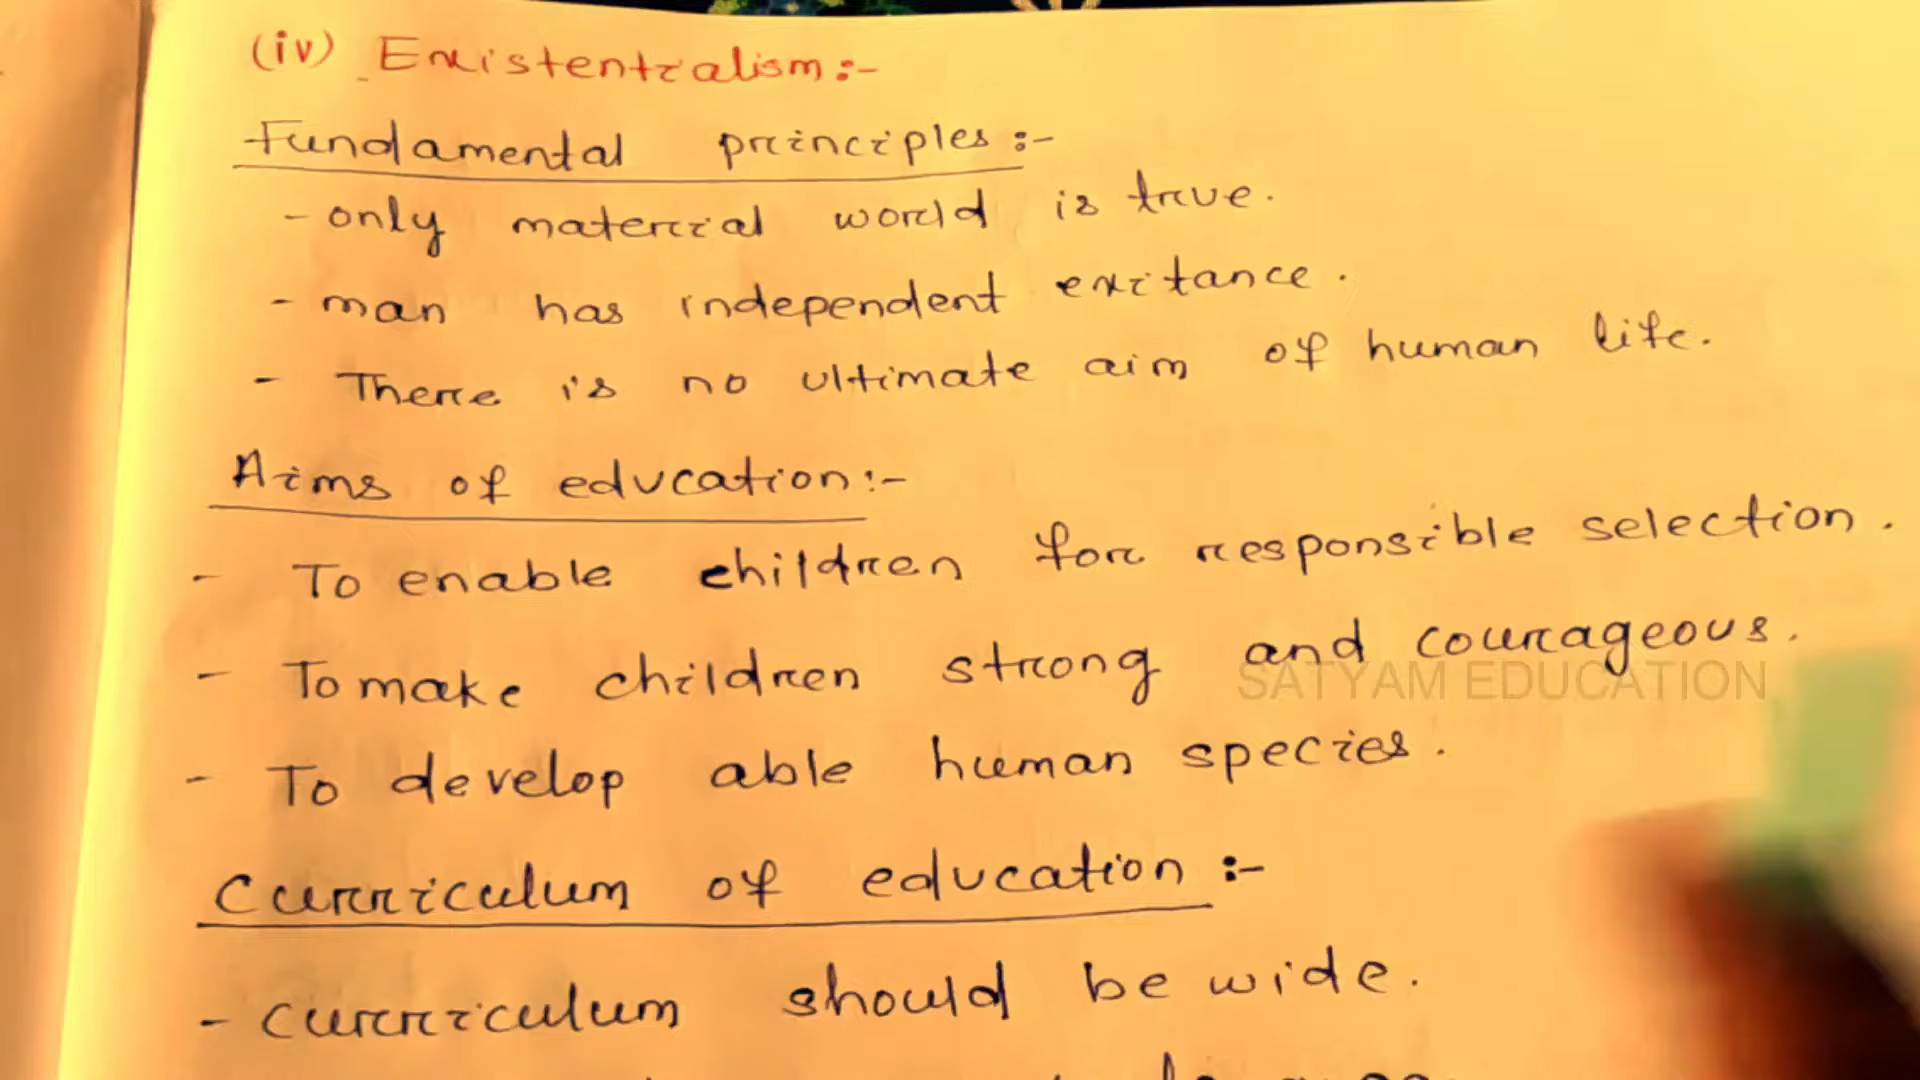 (iv) Existentialism:-
Fundamental principles:-
- only material world is true.
- man has independent exitance.
- There is no ultimate aim of human life.
Aims of education:-
- To enable children for responsible selection.
- To make children strong and courageous.
SATYAM EDUCATION
- To develop able human species.
Curriculum of education :-
- curriculum should be wide.